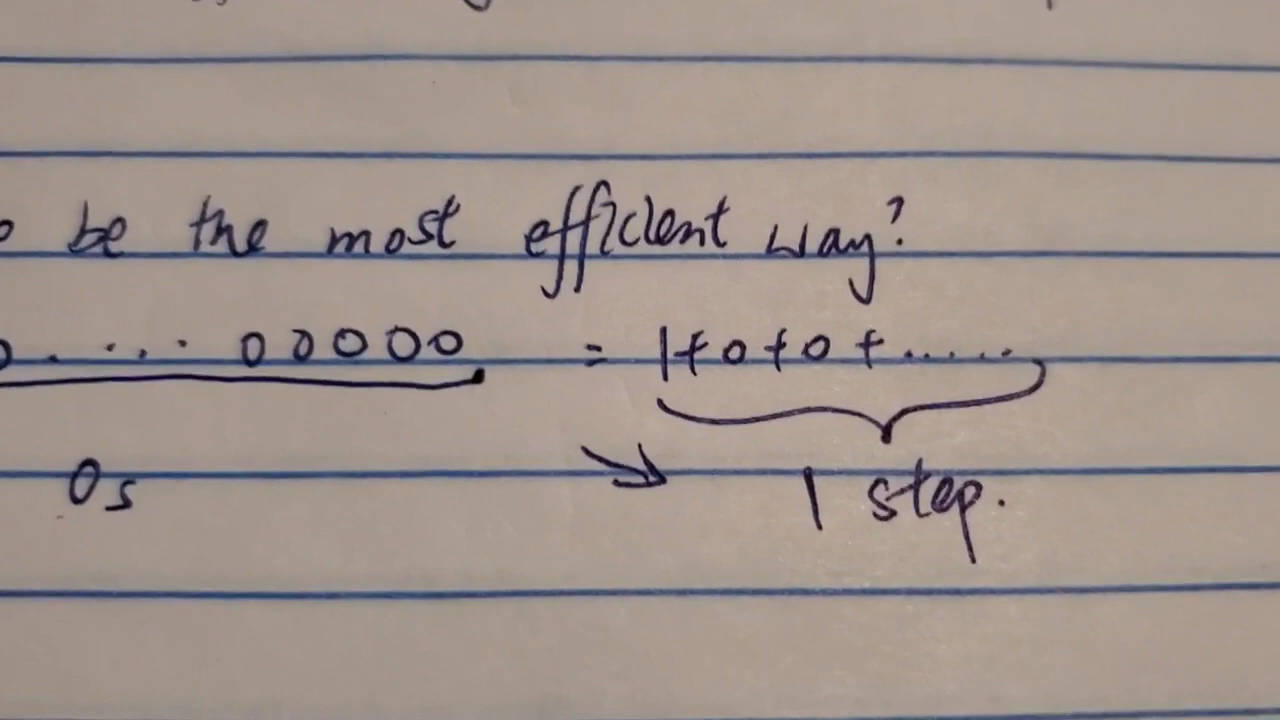 be the most efficient way?
. .... 00000 = 1+0+0+......
0s → 1 step.